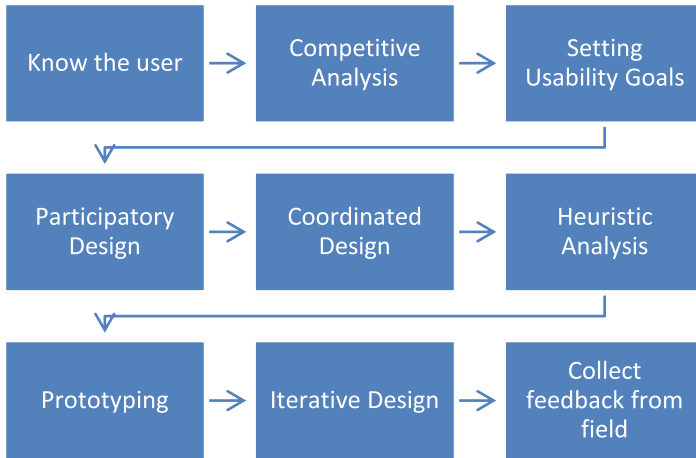 Know the user
Competitive
Analysis
Setting
Usability Goals
Participatory
Design
Coordinated
Design
Heuristic
Analysis
Prototyping
Iterative Design
Collect
feedback from
field